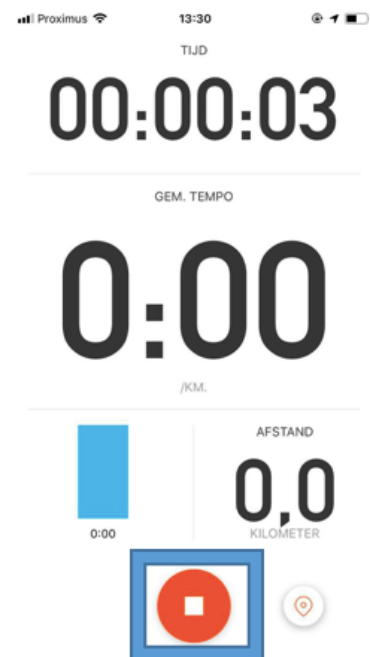 Proximus 13:30
TIJD
00:00:03
GEM. TEMPO
0:00
/KM.
AFSTAND
0,0
0:00
KILOMETER